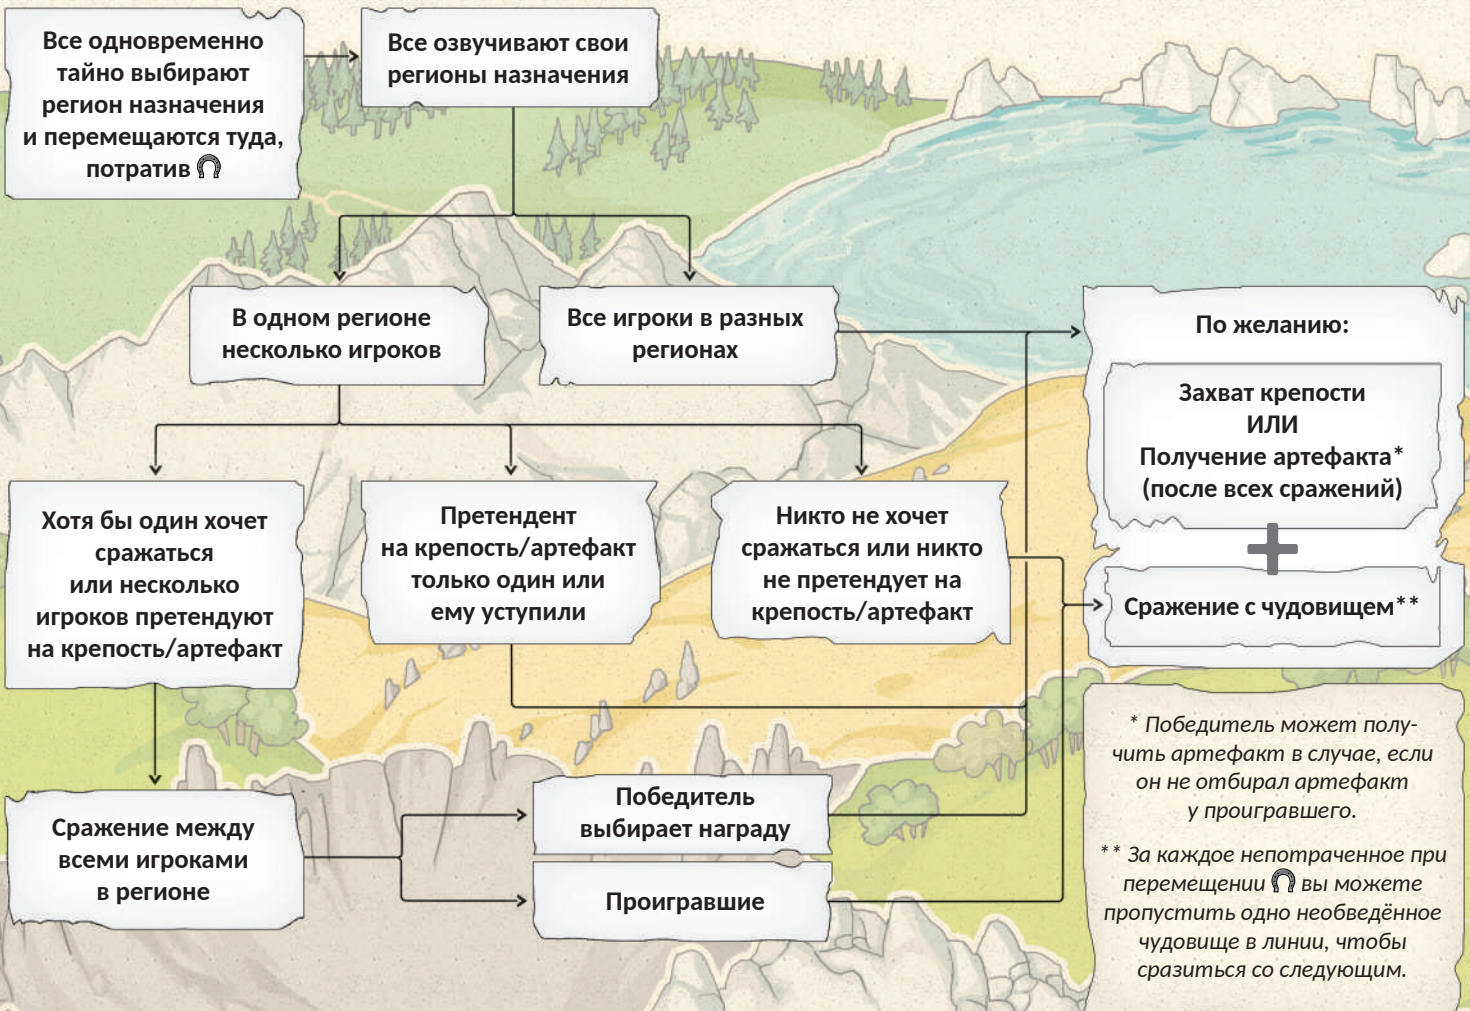 Все одновременно
тайно выбирают
регион назначения
и перемещаются туда,
потратив
Все озвучивают свои
регионы назначения
В одном регионе
несколько игроков
Все игроки в разных
регионах
По желанию:
Захват крепости
ИЛИ
Получение артефакта*
(после всех сражений)
Сражение с чудовищем**
Хотя бы один хочет
сражаться
или несколько
игроков претендуют
на крепость/артефакт
Претендент
на крепость/артефакт
только один или
ему уступили
Никто не хочет
сражаться или никто
не претендует на
крепость/артефакт
Сражение между
всеми игроками
в регионе
Победитель
выбирает награду
Проигравшие
* Победитель может полу-
чить артефакт в случае, если
он не отбирал артефакт
у проигравшего.
** За каждое непотраченное при
перемещении вы можете
пропустить одно необведённое
чудовище в линии, чтобы
сразиться со следующим.